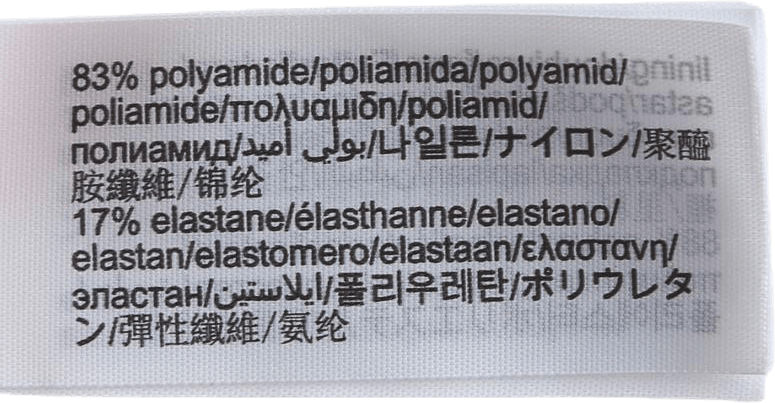 83% polyamide/poliamida/polyamid/
poliamide/πολυαμιδη/poliamid/
полиамид/بولي أميد/나일론/ナイロン/聚醯
胺纖維/锦纶
17% elastane/élasthanne/elastano/
elastan/elastomero/elastaan/ελαστανη/
эластан/ايلاستين/폴리우레탄/ポリウレタ
ン/彈性纖維/氨纶